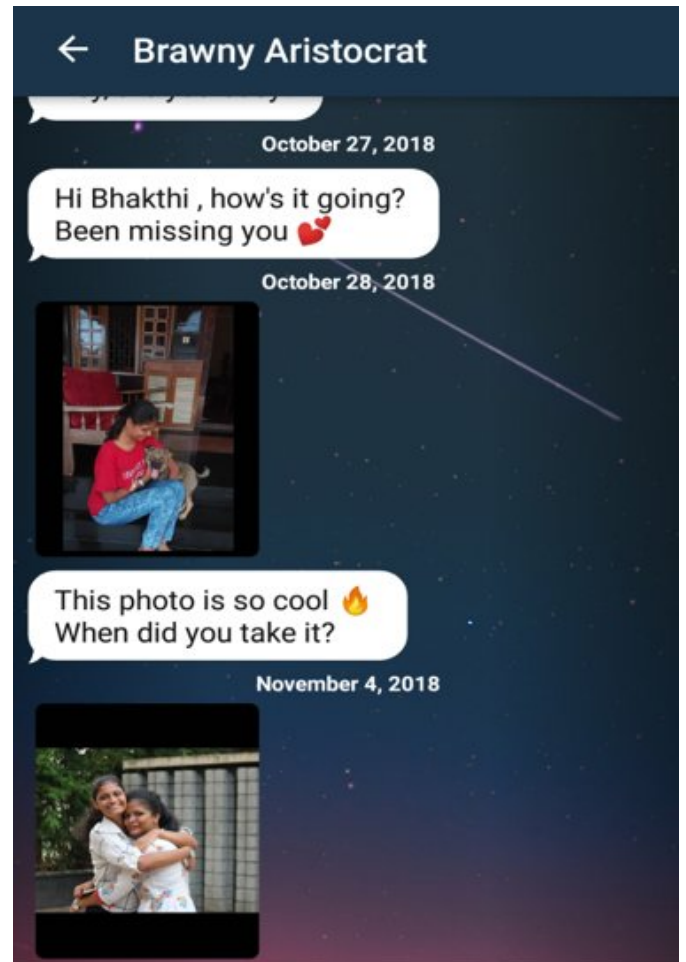 Brawny Aristocrat
October 27, 2018
Hi Bhakthi , how's it going?
Been missing you 💕
October 28, 2018
This photo is so cool 🔥
When did you take it?
November 4, 2018